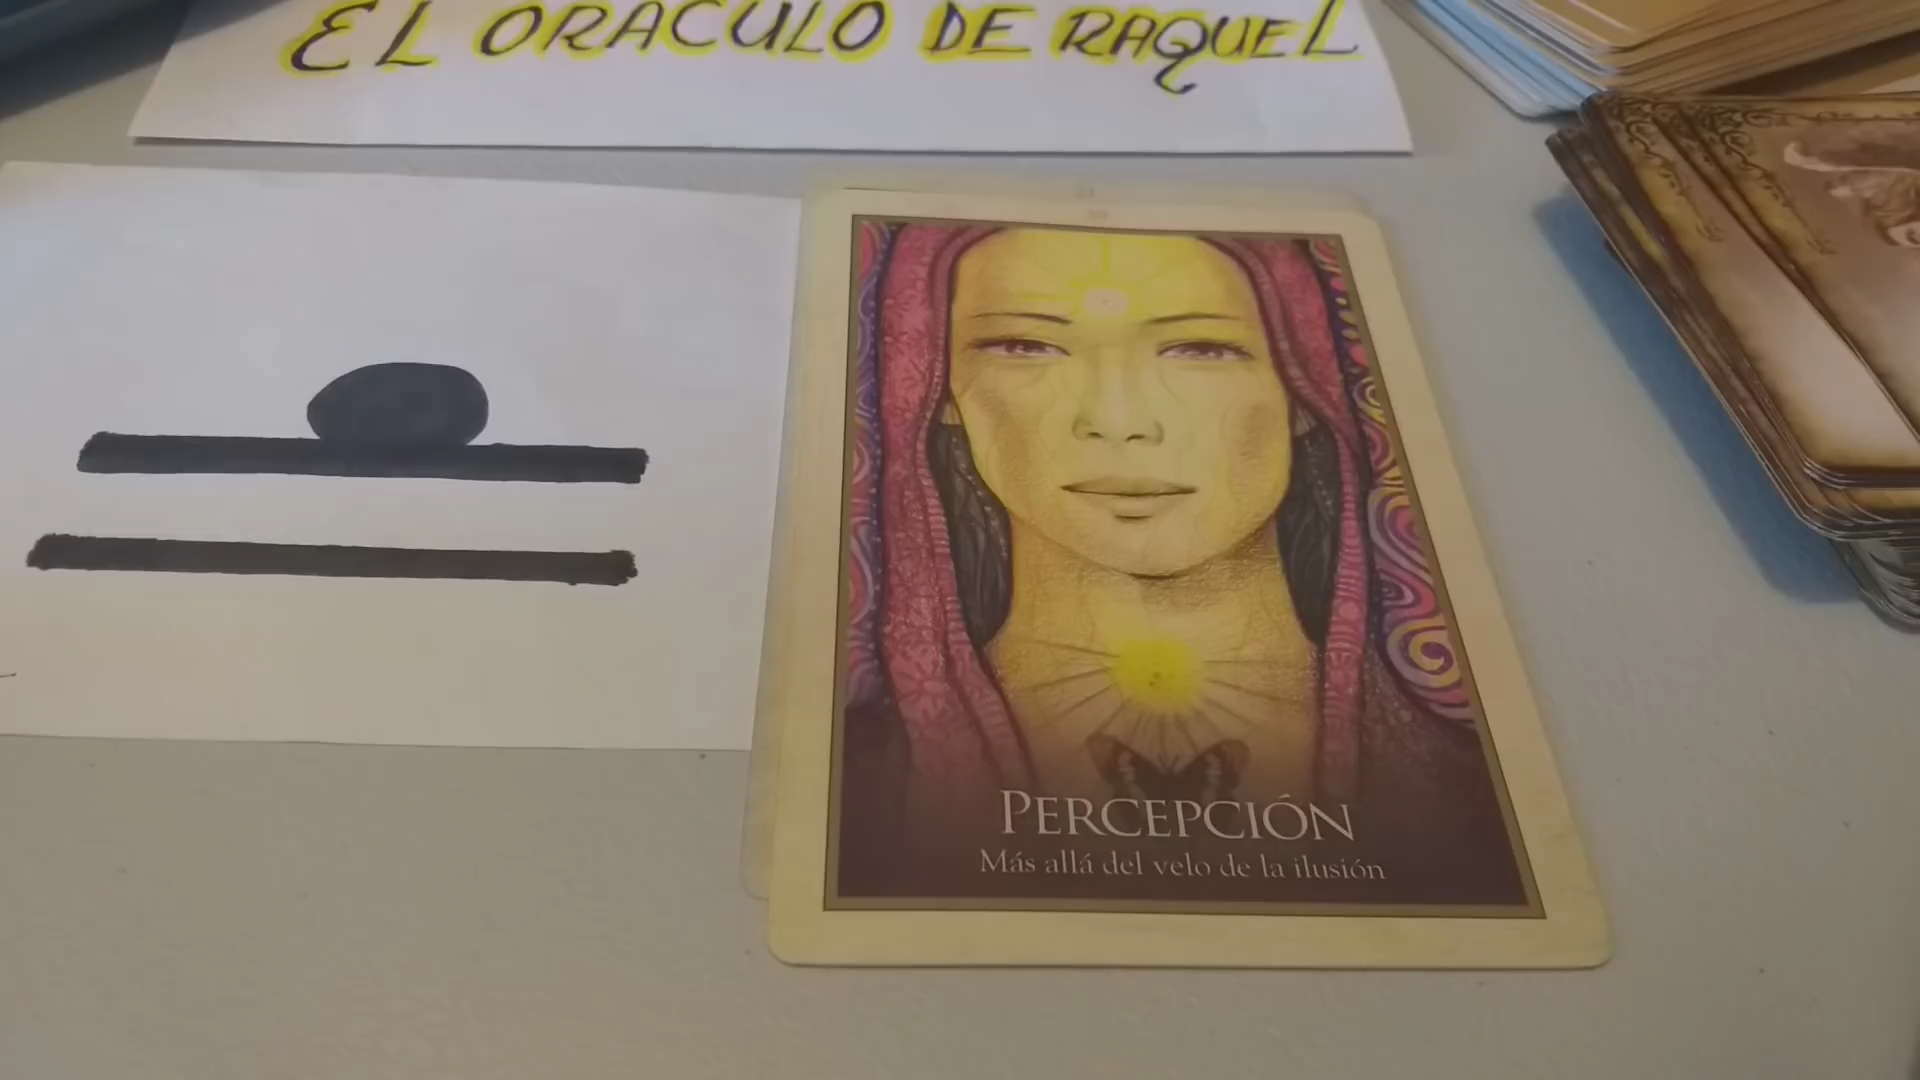 EL ORACULO DE RAQUEL
PERCEPCIÓN
Más allá del velo de la ilusión